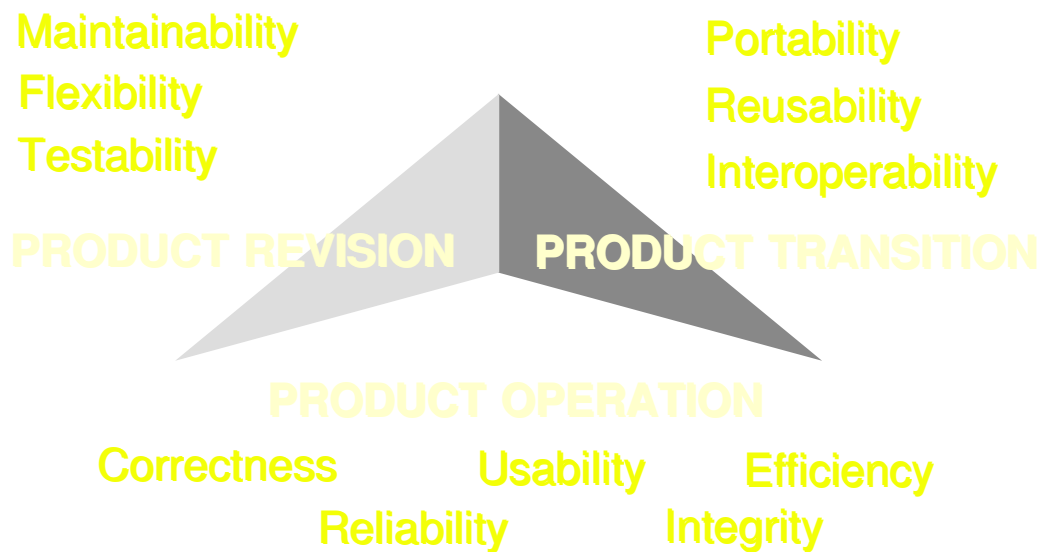 Maintainability
Flexibility
Testability
Portability
Reusability
Interoperability
PRODUCT REVISION
PRODUCT TRANSITION
PRODUCT OPERATION
Correctness
Usability
Efficiency
Reliability
Integrity